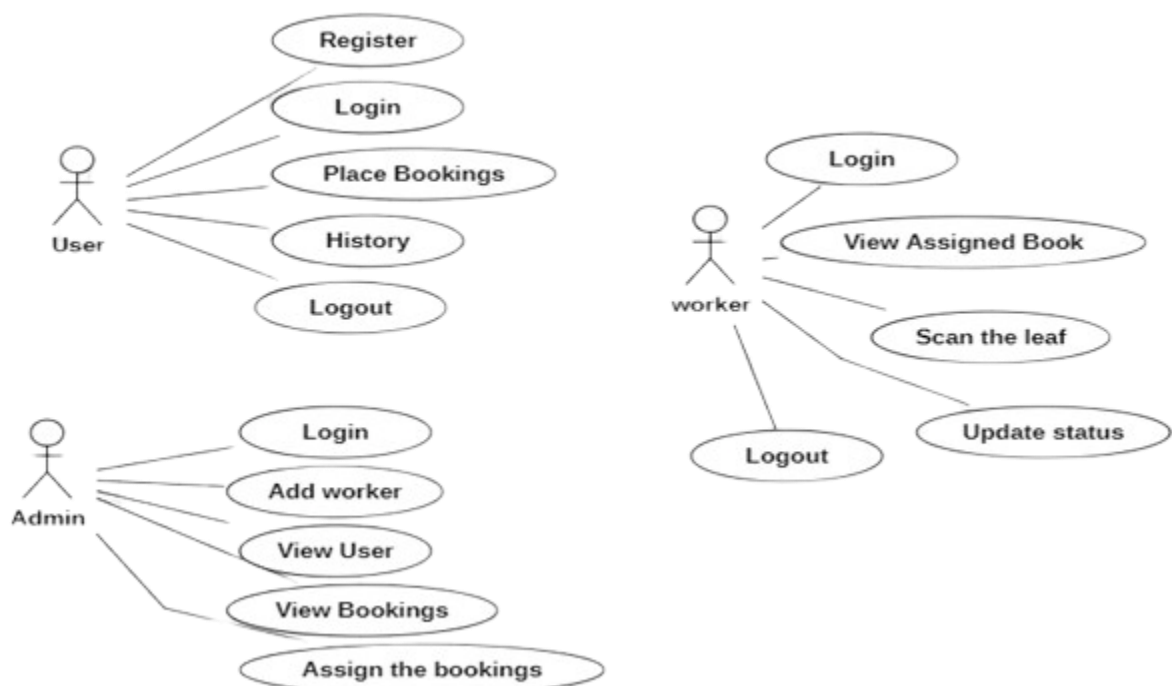 Register
Login
Place Bookings
User
History
Logout
Login
View Assigned Book
worker
Scan the leaf
Update status
Logout
Login
Add worker
Admin
View User
View Bookings
Assign the bookings